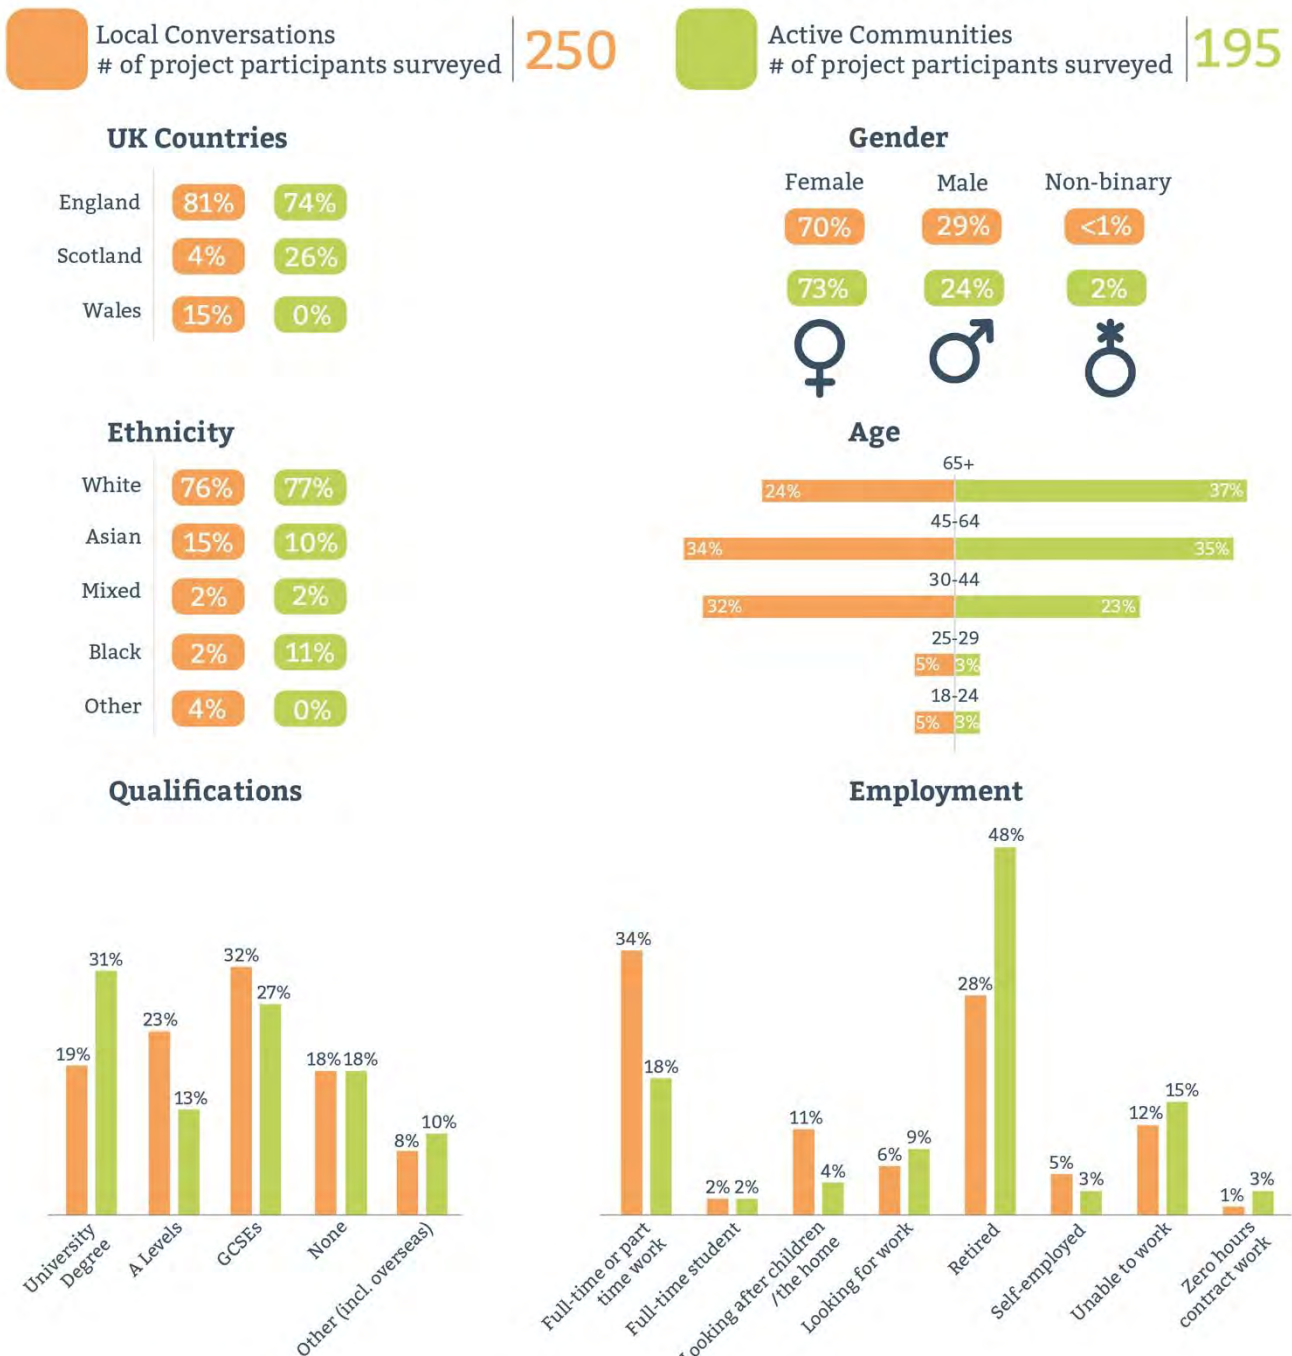 Local Conversations
# of project participants surveyed
250
Active Communities
# of project participants surveyed
195
UK Countries
England 81% 74%
Scotland 4% 26%
Wales 15% 0%
Gender
Female Male Non-binary
70% 29% <1%
73% 24% 2%
Ethnicity
White 76% 77%
Asian 15% 10%
Mixed 2% 2%
Black 2% 11%
Other 4% 0%
Age
65+
24% 37%
45-64
34% 35%
30-44
32% 23%
25-29
5% 3%
18-24
5% 3%
Qualifications
19% 31%
23% 13%
32% 27%
18% 18%
8% 10%
University
Degree
A Levels
GCSEs
None
Other (incl. overseas)
Employment
34% 18%
2% 2%
11% 4%
6% 9%
28% 48%
5% 3%
12% 15%
1% 3%
Full-time or part
time work
Full-time student
Looking after children
/the home
Looking for work
Retired
Self-employed
Unable to work
Zero hours
contract work